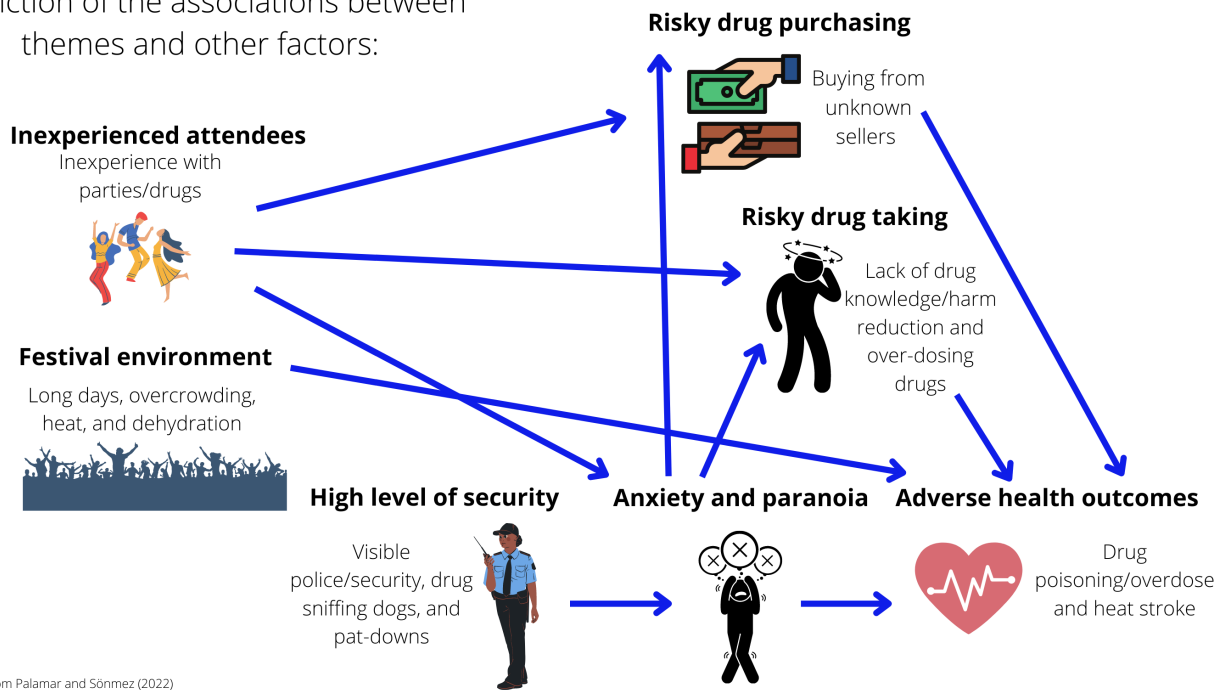 themes and other factors:
of the associations between
Inexperienced attendees
Inexperience with
parties/drugs
Festival environment
Long days, overcrowding,
heat, and dehydration
High level of security
Visible
police/security, drug
sniffing dogs, and
pat-downs
Risky drug purchasing
Buying from
unknown
sellers
Risky drug taking
Lack of drug
knowledge/harm
reduction and
over-dosing
drugs
Anxiety and paranoia
Adverse health outcomes
Drug
poisoning/overdose
and heat stroke
Palamar and Sönmez (2022)